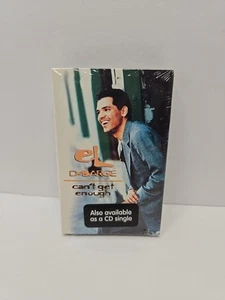 eL
DeBARGE
can't get
enough
Also available
as a CD single